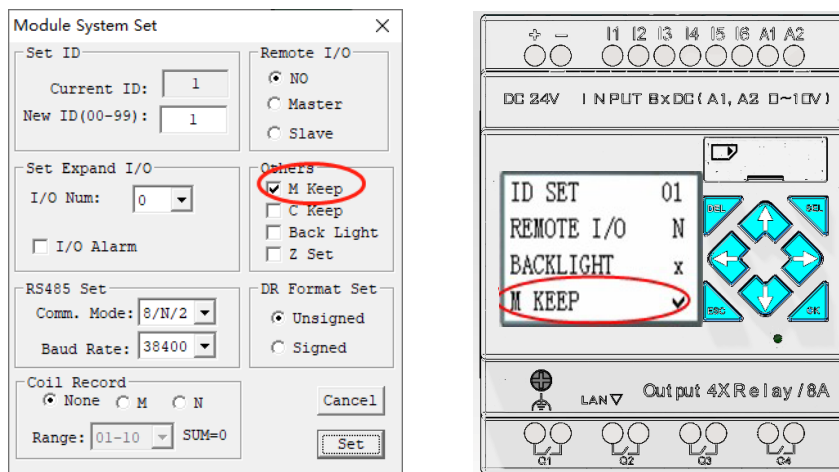 Module System Set
Set ID
Current ID: 1
New ID(00-99): 1
Remote I/O
NO
Master
Slave
Set Expand I/O
I/O Num: 0
I/O Alarm
Others
M Keep
C Keep
Back Light
Z Set
RS485 Set
Comm. Mode: 8/N/2
Baud Rate: 38400
DR Format Set
Unsigned
Signed
Coil Record
None M N
Range: 01-10 SUM=0
Cancel
Set
+ - I1 I2 I3 I4 I5 I6 A1 A2
DC 24V INPUT 8xDC(A1, A2 0~10V)
ID SET 01
REMOTE I/O N
BACKLIGHT x
M KEEP ✓
DEL
SEL
ESC
OK
LAN▽ Output 4XRelay/8A
Q1 Q2 Q3 Q4